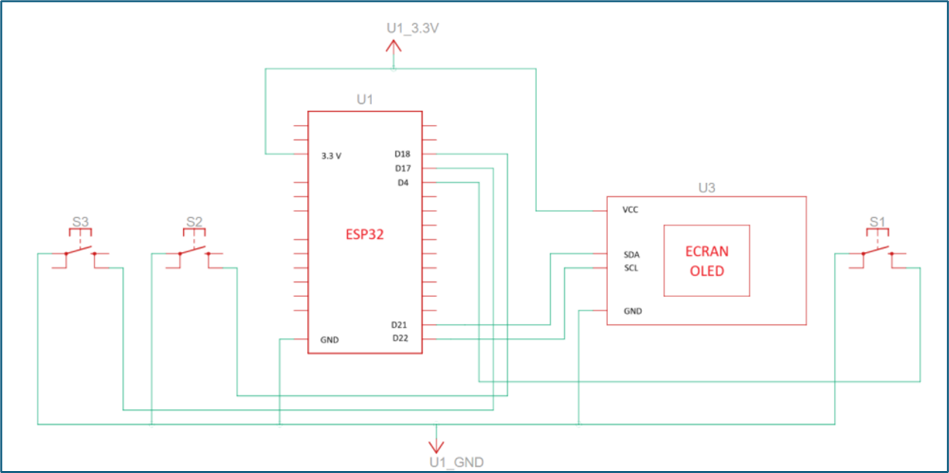 U1_3.3V
U1
3.3 V
D18
D17
D4
U3
VCC
S3
S2
S1
ESP32
SDA
SCL
ECRAN
OLED
GND
D21
D22
GND
U1_GND